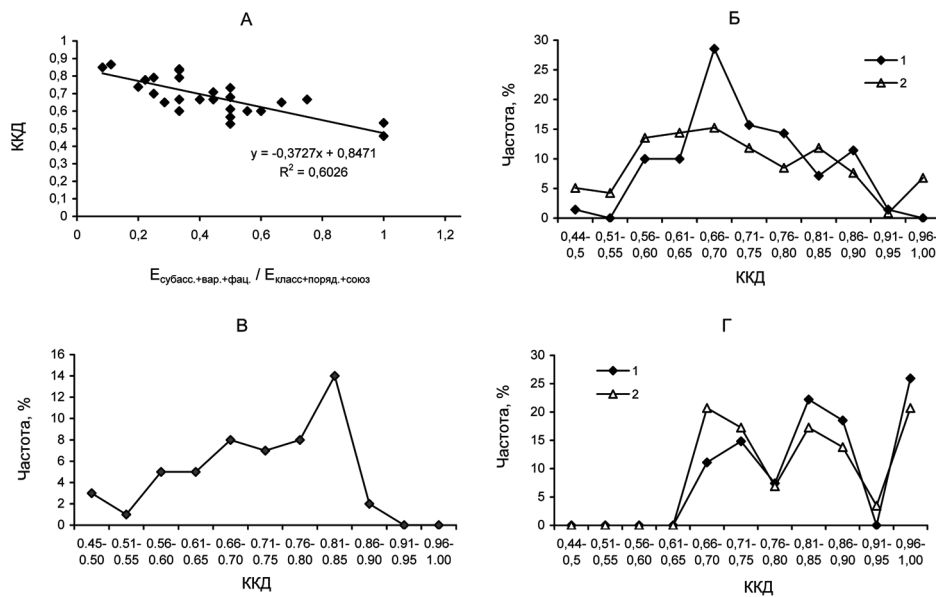 А
ККД
1
0,9
0,8
0,7
0,6
0,5
0,4
0,3
0,2
0,1
0
y = -0,3727x + 0,8471
R² = 0,6026
0 0,2 0,4 0,6 0,8 1 1,2
Eсубасс.+вар.+фац. / Eкласс+поряд.+союз
Б
Частота, %
35
30
25
20
15
10
5
0
1
2
0,44- 0,51- 0,56- 0,61- 0,66- 0,71- 0,76- 0,81- 0,86- 0,91- 0,96-
0,5 0,55 0,60 0,65 0,70 0,75 0,80 0,85 0,90 0,95 1,00
ККД
В
Частота, %
16
14
12
10
8
6
4
2
0
0.45- 0.51- 0.56- 0.61- 0.66- 0.71- 0.76- 0.81- 0.86- 0.91- 0.96-
0.50 0.55 0.60 0.65 0.70 0.75 0.80 0.85 0.90 0.95 1.00
ККД
Г
Частота, %
30
25
20
15
10
5
0
1
2
0,44- 0,51- 0,56- 0,61- 0,66- 0,71- 0,76- 0,81- 0,86- 0,91- 0,96-
0,5 0,55 0,60 0,65 0,70 0,75 0,80 0,85 0,90 0,95 1,00
ККД